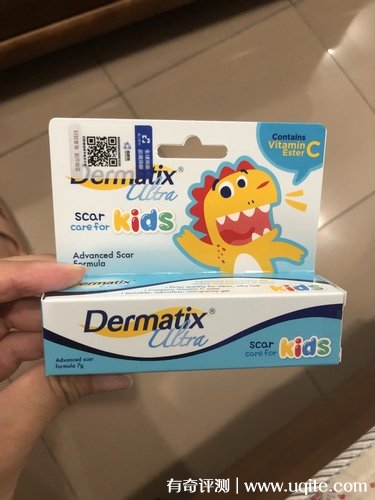 Contains
Vitamin C
Ester
Dermatix®
Ultra
scar
care for kids
Advanced Scar
Formula
Dermatix®
Ultra
Advanced scar
formula 7g
scar
care for kids
有奇评测 | www.uqite.com